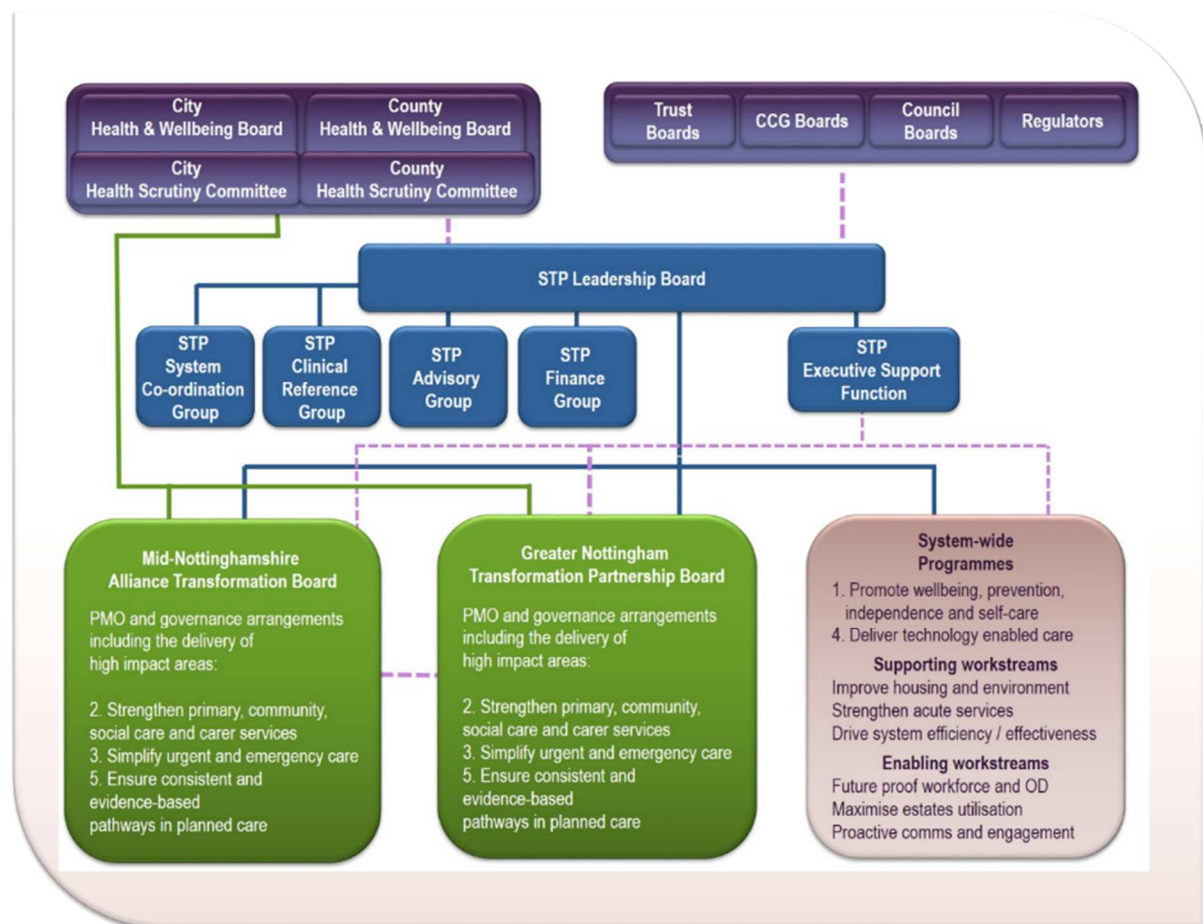 City
Health & Wellbeing Board
County
Health & Wellbeing Board
City
Health Scrutiny Committee
County
Health Scrutiny Committee
Trust
Boards
CCG Boards
Council
Boards
Regulators
STP Leadership Board
STP
System
Co-ordination
Group
STP
Clinical
Reference
Group
STP
Advisory
Group
STP
Finance
Group
STP
Executive Support
Function
Mid-Nottinghamshire
Alliance Transformation Board
PMO and governance arrangements
including the delivery of
high impact areas:
2. Strengthen primary, community,
social care and carer services
3. Simplify urgent and emergency care
5. Ensure consistent and
evidence-based
pathways in planned care
Greater Nottingham
Transformation Partnership Board
PMO and governance arrangements
including the delivery of
high impact areas:
2. Strengthen primary, community,
social care and carer services
3. Simplify urgent and emergency care
5. Ensure consistent and
evidence-based
pathways in planned care
System-wide
Programmes
1. Promote wellbeing, prevention,
independence and self-care
4. Deliver technology enabled care
Supporting workstreams
Improve housing and environment
Strengthen acute services
Drive system efficiency / effectiveness
Enabling workstreams
Future proof workforce and OD
Maximise estates utilisation
Proactive comms and engagement